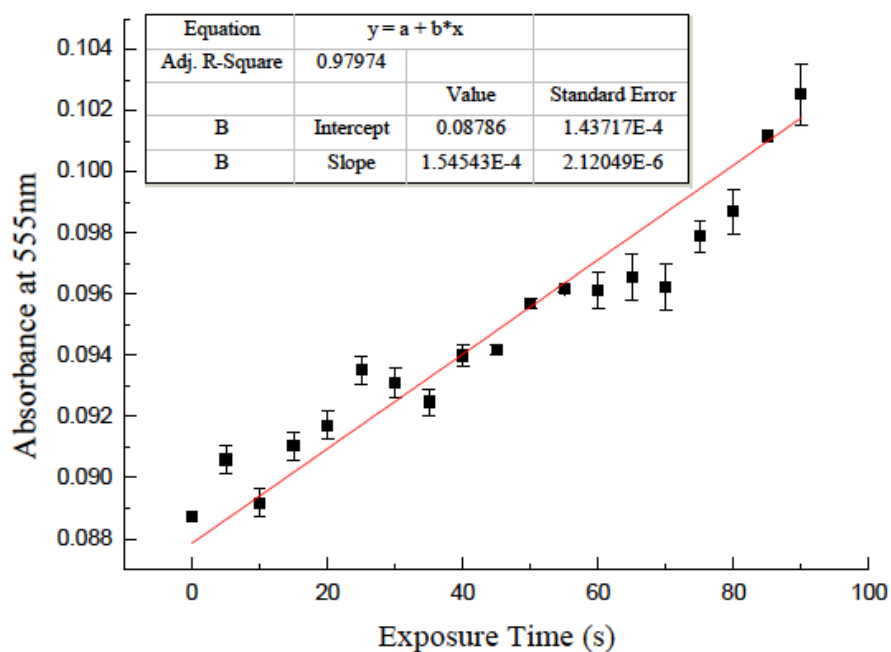 Equation y = a + b*x
Adj. R-Square 0.97974
Value Standard Error
B Intercept 0.08786 1.43717E-4
B Slope 1.54543E-4 2.12049E-6
0.104
0.102
0.100
0.098
0.096
0.094
0.092
0.090
0.088
Absorbance at 555nm
0 20 40 60 80 100
Exposure Time (s)